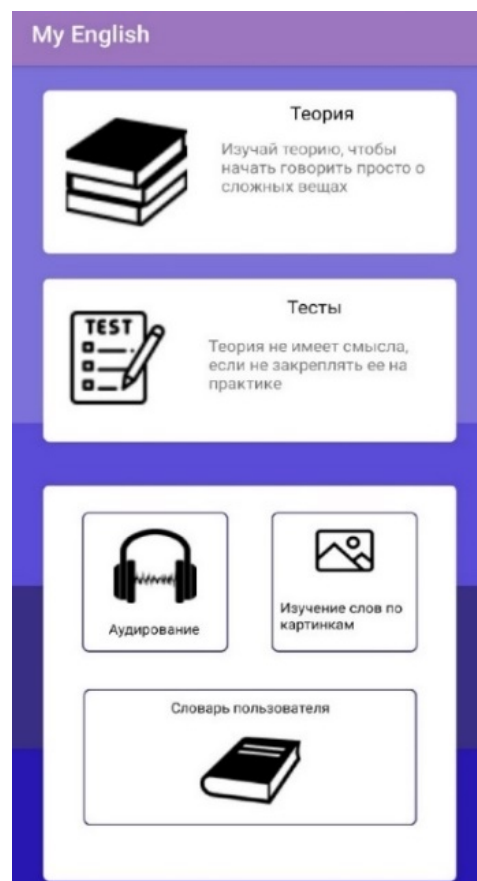 My English
Теория
Изучай теорию, чтобы
начать говорить просто о
сложных вещах
TEST
Тесты
Теория не имеет смысла,
если не закреплять ее на
практике
Аудирование
Изучение слов по
картинкам
Словарь пользователя